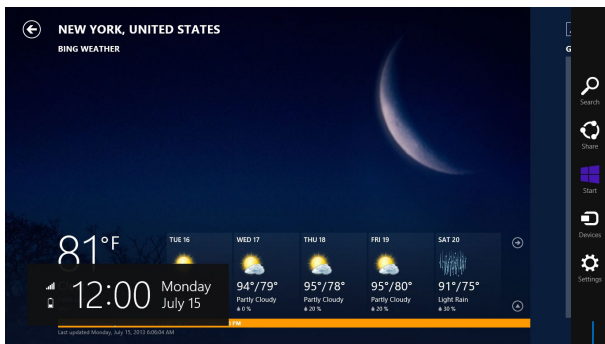 NEW YORK, UNITED STATES
BING WEATHER
G
Search
Share
Start
Devices
Settings
81°F
TUE 16
WED 17
94°/79°
Partly Cloudy
0 %
THU 18
95°/78°
Partly Cloudy
20 %
FRI 19
95°/80°
Partly Cloudy
20 %
SAT 20
91°/75°
Light Rain
30 %
12:00
Monday
July 15
PM
Last updated Monday, July 15, 2013 6:06:04 AM